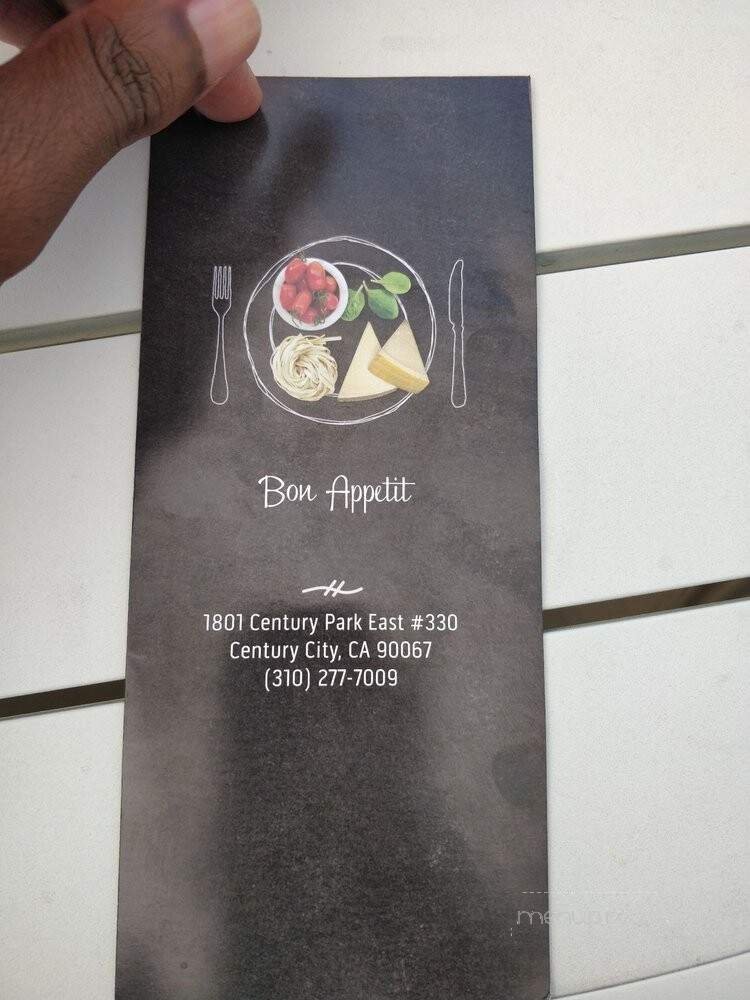 Bon Appetit
1801 Century Park East #330
Century City, CA 90067
(310) 277-7009